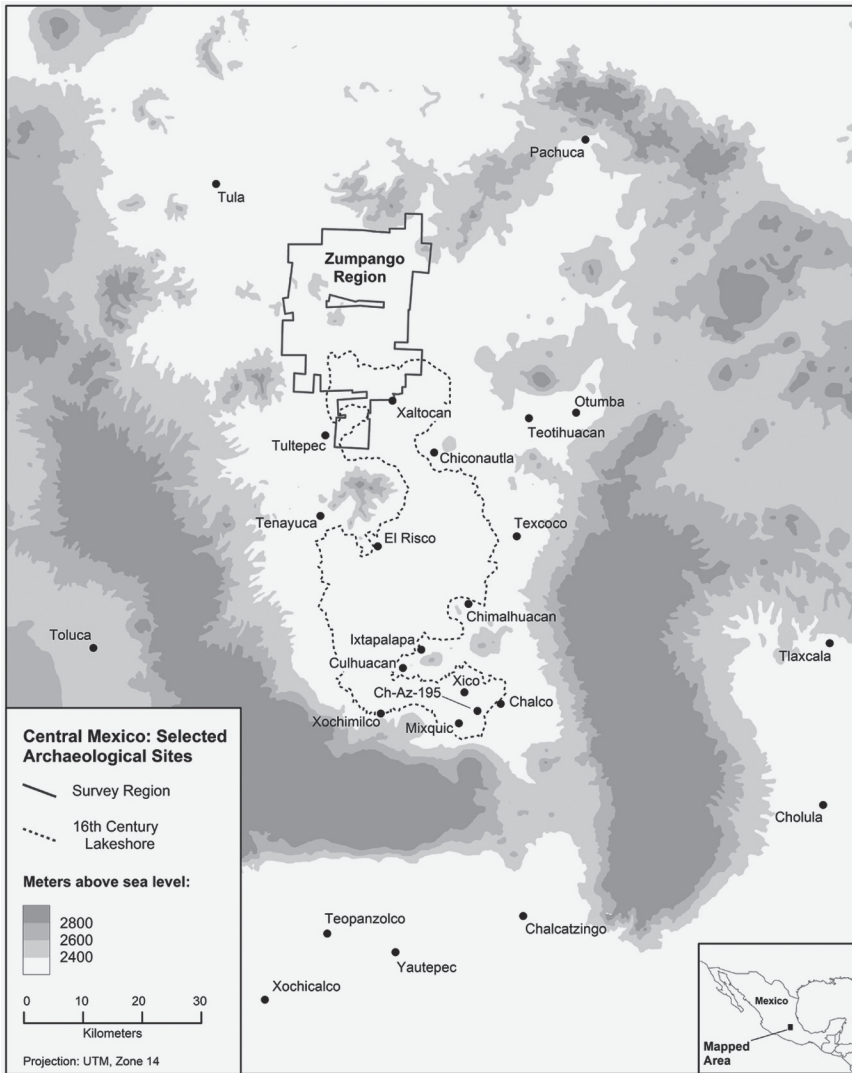 Pachuca
Tula
Zumpango
Region
Xaltocan
Otumba
Teotihuacan
Tultepec
Chiconautla
Tenayuca
El Risco
Texcoco
Chimalhuacan
Toluca
Ixtapalapa
Tlaxcala
Culhuacan
Xico
Ch-Az-195
Chalco
Xochimilco
Mixquic
Cholula
Chalcatzingo
Teopanzolco
Yautepec
Xochicalco
Central Mexico: Selected
Archaeological Sites
Survey Region
16th Century
Lakeshore
Meters above sea level:
2800
2600
2400
0 10 20 30
Kilometers
Projection: UTM, Zone 14
Mexico
Mapped
Area